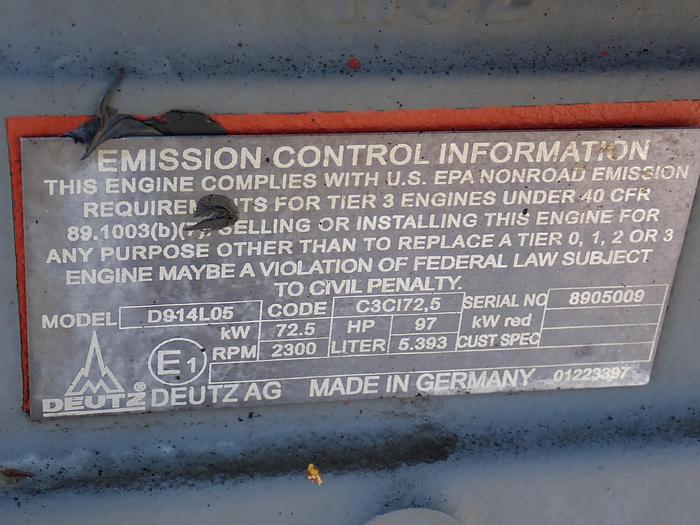 EMISSION CONTROL INFORMATION
THIS ENGINE COMPLIES WITH U.S. EPA NONROAD EMISSION
FOR TIER 3 ENGINES UNDER 40 CFR
SELLING OR INSTALLING THIS ENGINE FOR
ANY PURPOSE OTHER THAN TO REPLACE A TIER 0, 1, 2 OR 3
ENGINE MAYBE A VIOLATION OF FEDERAL LAW SUBJECT
TO CIVIL PENALTY.
MODEL D914L05 CODE C3CI72,5 SERIAL NO 8905009
kW 72.5 HP 97 kW red
E1 RPM 2300 LITER 5.393 CUST SPEC
DEUTZ® DEUTZ AG MADE IN GERMANY 01223397